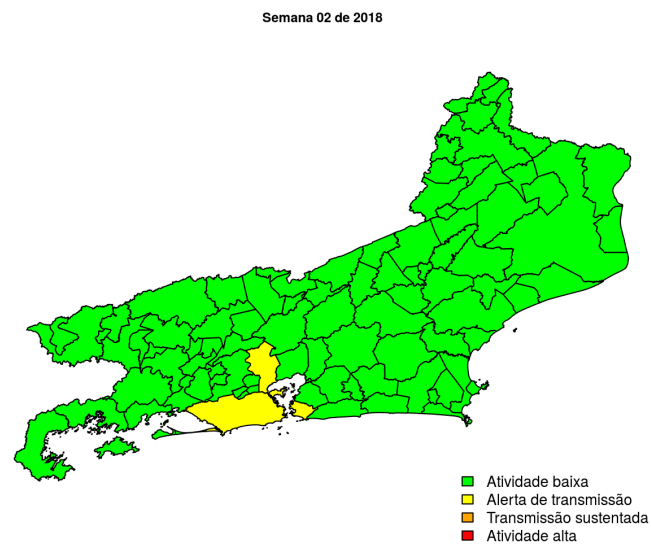 Semana 02 de 2018
Atividade baixa
Alerta de transmissão
Transmissão sustentada
Atividade alta